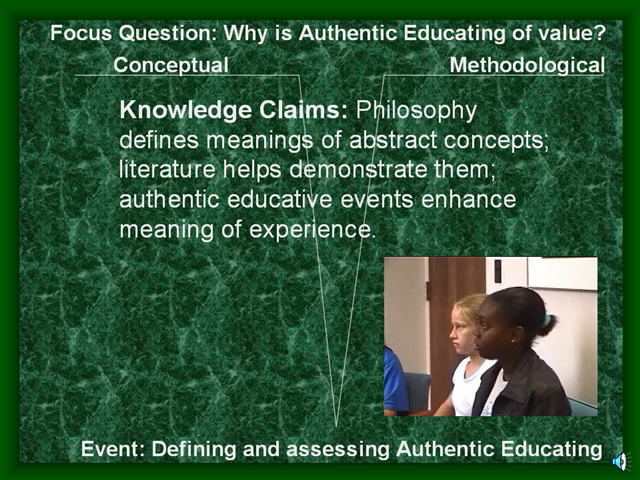 Focus Question: Why is Authentic Educating of value?
Conceptual Methodological
Knowledge Claims: Philosophy
defines meanings of abstract concepts;
literature helps demonstrate them;
authentic educative events enhance
meaning of experience.
Event: Defining and assessing Authentic Educating